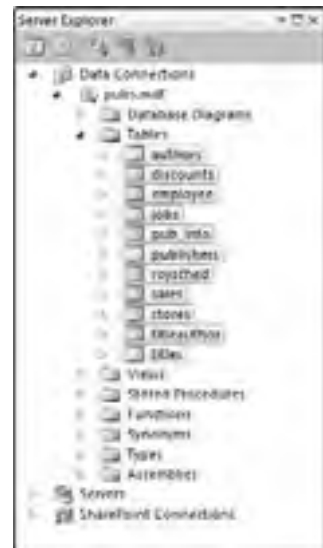 Server Explorer
Data Connections
pubs.mdf
Database Diagrams
Tables
authors
discounts
employee
jobs
pub_info
publishers
roysched
sales
stores
titleauthor
titles
Views
Stored Procedures
Functions
Synonyms
Types
Assemblies
Servers
SharePoint Connections